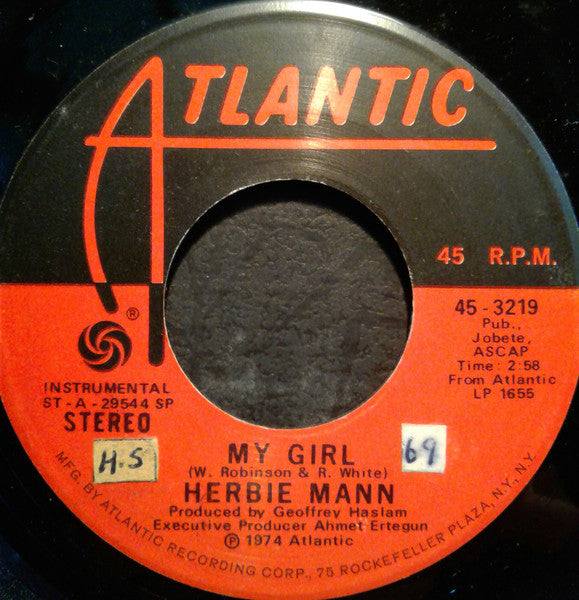 ATLANTIC
45 R.P.M.
45-3219
Pub.,
Jobete,
ASCAP
Time: 2:58
From Atlantic
LP 1655
®
INSTRUMENTAL
ST-A-29544 SP
STEREO
H.S
69
MY GIRL
(W. Robinson & R. White)
HERBIE MANN
Produced by Geoffrey Haslam
Executive Producer Ahmet Ertegun
℗ 1974 Atlantic
MFG. BY ATLANTIC RECORDING CORP., 75 ROCKEFELLER PLAZA, N.Y., N.Y.